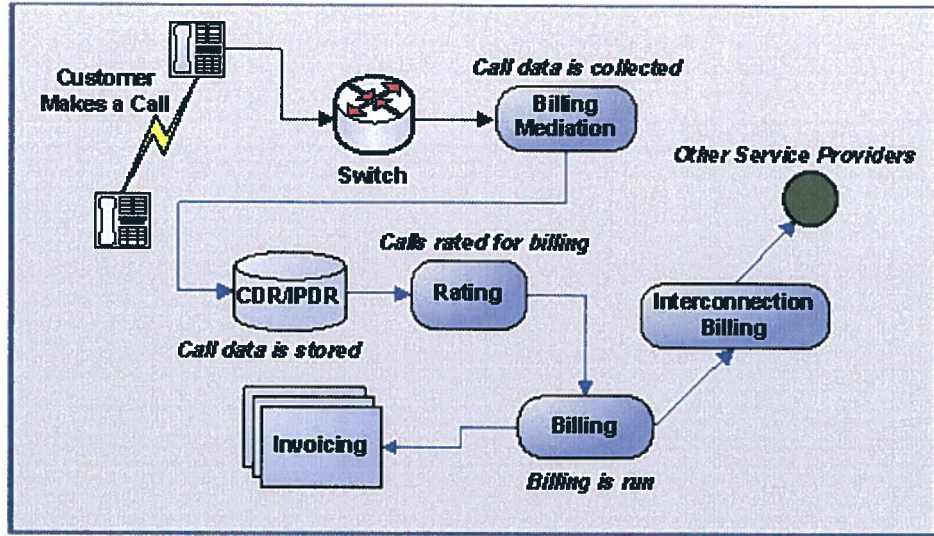 Customer
Makes a Call
Call data is collected
Billing
Mediation
Switch
Other Service Providers
Calls rated for billing
CDR/IPDR
Rating
Interconnection
Billing
Call data is stored
Invoicing
Billing
Billing is run